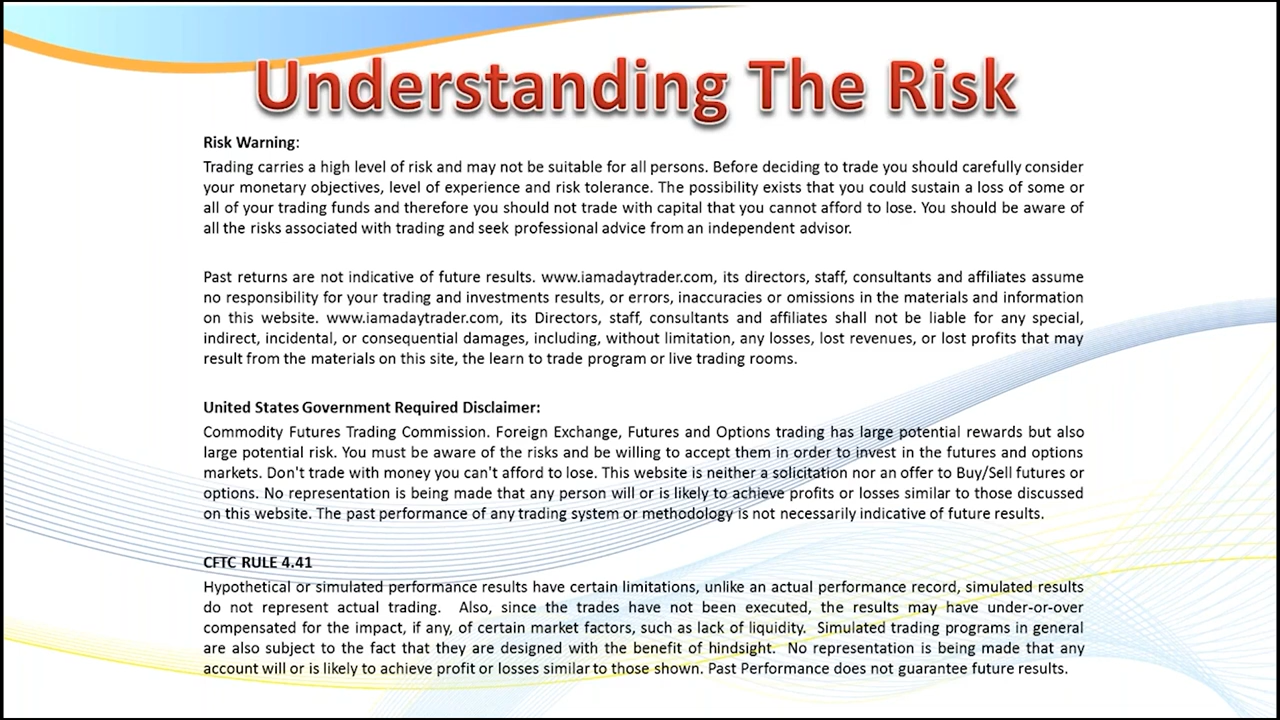 Understanding The Risk
Risk Warning:
Trading carries a high level of risk and may not be suitable for all persons. Before deciding to trade you should carefully consider
your monetary objectives, level of experience and risk tolerance. The possibility exists that you could sustain a loss of some or
all of your trading funds and therefore you should not trade with capital that you cannot afford to lose. You should be aware of
all the risks associated with trading and seek professional advice from an independent advisor.
Past returns are not indicative of future results. www.iamadaytrader.com, its directors, staff, consultants and affiliates assume
no responsibility for your trading and investments results, or errors, inaccuracies or omissions in the materials and information
on this website. www.iamadaytrader.com, its Directors, staff, consultants and affiliates shall not be liable for any special,
indirect, incidental, or consequential damages, including, without limitation, any losses, lost revenues, or lost profits that may
result from the materials on this site, the learn to trade program or live trading rooms.
United States Government Required Disclaimer:
Commodity Futures Trading Commission. Foreign Exchange, Futures and Options trading has large potential rewards but also
large potential risk. You must be aware of the risks and be willing to accept them in order to invest in the futures and options
markets. Don't trade with money you can't afford to lose. This website is neither a solicitation nor an offer to Buy/Sell futures or
options. No representation is being made that any person will or is likely to achieve profits or losses similar to those discussed
on this website. The past performance of any trading system or methodology is not necessarily indicative of future results.
CFTC RULE 4.41
Hypothetical or simulated performance results have certain limitations, unlike an actual performance record, simulated results
do not represent actual trading. Also, since the trades have not been executed, the results may have under-or-over
compensated for the impact, if any, of certain market factors, such as lack of liquidity. Simulated trading programs in general
are also subject to the fact that they are designed with the benefit of hindsight. No representation is being made that any
account will or is likely to achieve profit or losses similar to those shown. Past Performance does not guarantee future results.